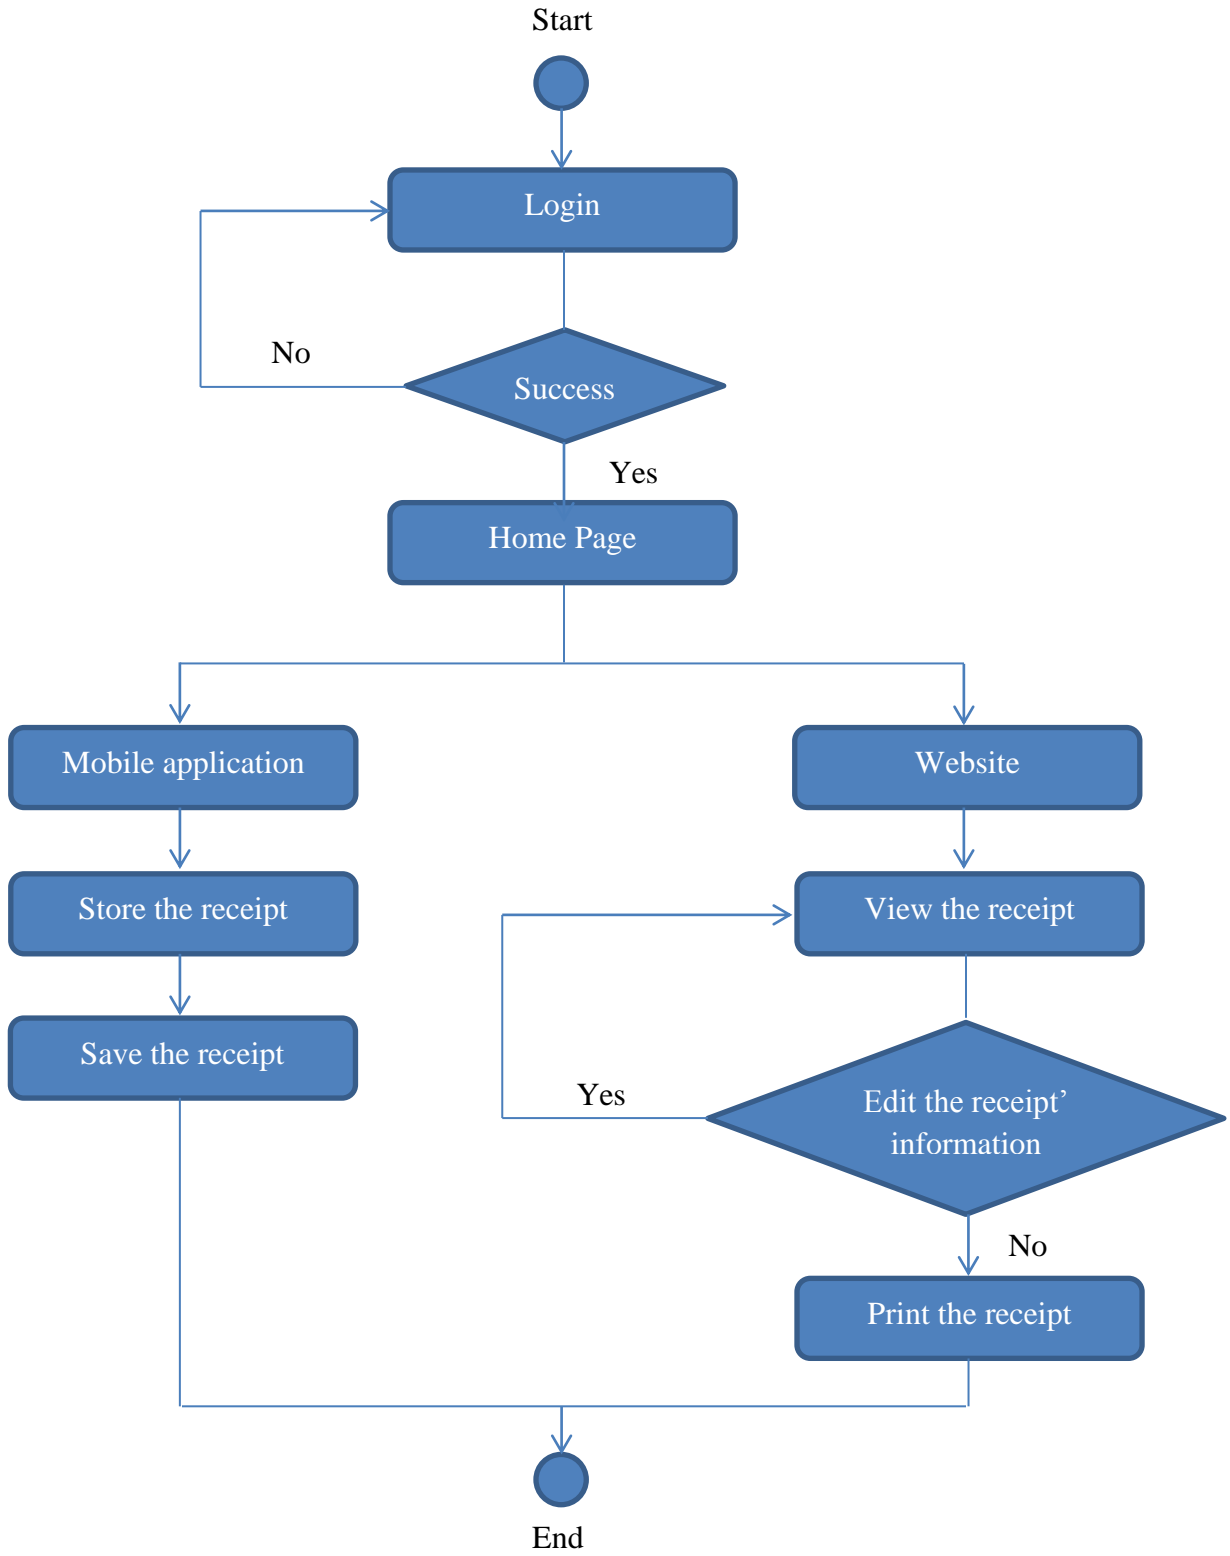 Start
Login
No
Success
Yes
Home Page
Mobile application
Website
Store the receipt
View the receipt
Save the receipt
Yes
Edit the receipt’
information
No
Print the receipt
End